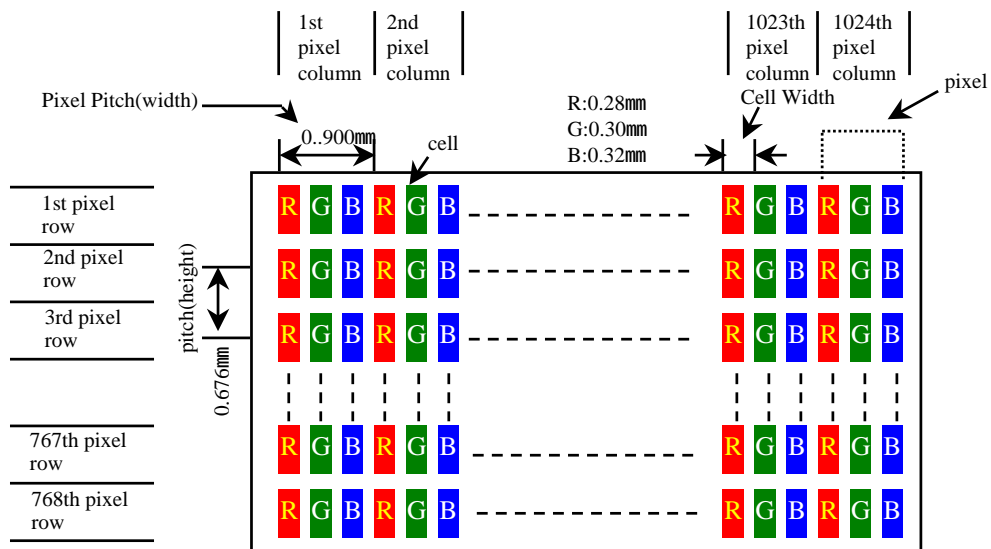 1st
pixel
column
2nd
pixel
column
1023th
pixel
column
1024th
pixel
column
pixel
Pixel Pitch(width)
0..900㎜
cell
R:0.28㎜
G:0.30㎜
B:0.32㎜
Cell Width
1st pixel
row
R G B R G B R G B R G B
2nd pixel
row
R G B R G B R G B R G B
3rd pixel
row
R G B R G B R G B R G B
pitch(height)
0.676㎜
767th pixel
row
R G B R G B R G B R G B
768th pixel
row
R G B R G B R G B R G B